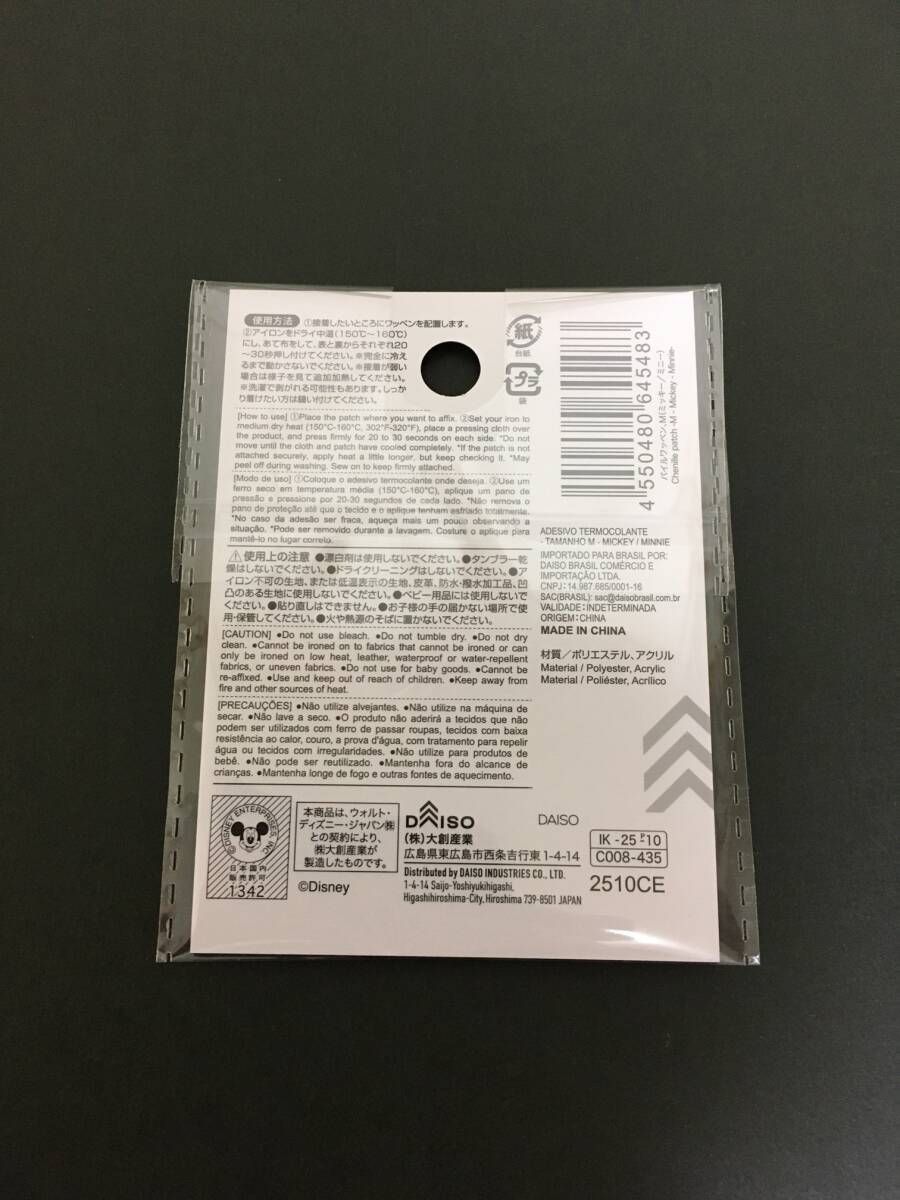 使用方法 ①接着したいところにワッペンを配置します。
②アイロンをドライ中温(150℃～160℃)
にし、あて布をして、表と裏からそれぞれ20
～30秒押し付けてください。※完全に冷え
るまで動かさないでください。※接着が弱い
場合は様子を見て追加加熱してください。
※洗濯で剥がれる可能性もあります。しっか
り着けたい方は縫い付けてください。
[How to use] ①Place the patch where you want to affix. ②Set your iron to
medium dry heat (150°C-160°C, 302°F-320°F), place a pressing cloth over
the product, and press firmly for 20 to 30 seconds on each side. *Do not
move until the cloth and patch have cooled completely. *If the patch is not
attached securely, apply heat a little longer, but keep checking it. *May
peel off during washing. Sew on to keep firmly attached.
[Modo de uso] ①Coloque o adesivo termocolante onde deseja. ②Use um
ferro seco em temperatura média (150°C-160°C), aplique um pano de
pressão e pressione por 20-30 segundos de cada lado. *Não remova o
pano de proteção até que o tecido e o aplique tenham esfriado totalmente.
*No caso da adesão ser fraca, aqueça mais um pouco observando a
situação. *Pode ser removido durante a lavagem. Costure o aplique para
mantê-lo no lugar correto.
⚠使用上の注意 ●漂白剤は使用しないでください。●タンブラー乾
燥はしないでください。●ドライクリーニングはしないでください。●ア
イロン不可の生地、または低温表示の生地、皮革、防水・撥水加工品、凹
凸のある生地に使用しないでください。●ベビー用品には使用しないで
ください。●貼り直しはできません。●お子様の手の届かない場所で使
用・保管してください。●火や熱源のそばに置かないでください。
[CAUTION] ●Do not use bleach. ●Do not tumble dry. ●Do not dry
clean. ●Cannot be ironed on to fabrics that cannot be ironed or can
only be ironed on low heat, leather, waterproof or water-repellent
fabrics, or uneven fabrics. ●Do not use for baby goods. ●Cannot be
re-affixed. ●Use and keep out of reach of children. ●Keep away from
fire and other sources of heat.
[PRECAUÇÕES] ●Não utilize alvejantes. ●Não utilize na máquina de
secar. ●Não lave a seco. ●O produto não aderirá a tecidos que não
podem ser utilizados com ferro de passar roupas, tecidos com baixa
resistência ao calor, couro, a prova d'água, com tratamento para repelir
água ou tecidos com irregularidades. ●Não utilize para produtos de
bebê. ●Não pode ser reutilizado. ●Mantenha fora do alcance de
crianças. ●Mantenha longe de fogo e outras fontes de aquecimento.
紙
台紙
プラ
袋
4 550480 645483
パイルワッペン、M(ミッキー/ミニー)
Chenille patch -M - Mickey - Minnie-
ADESIVO TERMOCOLANTE
- TAMANHO M - MICKEY / MINNIE
IMPORTADO PARA BRASIL POR:
DAISO BRASIL COMÉRCIO E
IMPORTAÇÃO LTDA.
CNPJ: 14.987.685/0001-16
SAC(BRASIL): sac@daisobrasil.com.br
VALIDADE: INDETERMINADA
ORIGEM: CHINA
MADE IN CHINA
材質／ポリエステル、アクリル
Material / Polyester, Acrylic
Material / Poliéster, Acrílico
©DISNEY ENTERPRISES, INC.
日本国内
販売許可
1342
本商品は、ウォルト・
ディズニー・ジャパン㈱
との契約により、
㈱大創産業が
製造したものです。
©Disney
DAISO
(株)大創産業
広島県東広島市西条吉行東1-4-14
Distributed by DAISO INDUSTRIES CO., LTD.
1-4-14 Saijo-Yoshiyukihigashi,
Higashihiroshima-City, Hiroshima 739-8501 JAPAN
DAISO
IK - 25 P10
C008-435
2510CE